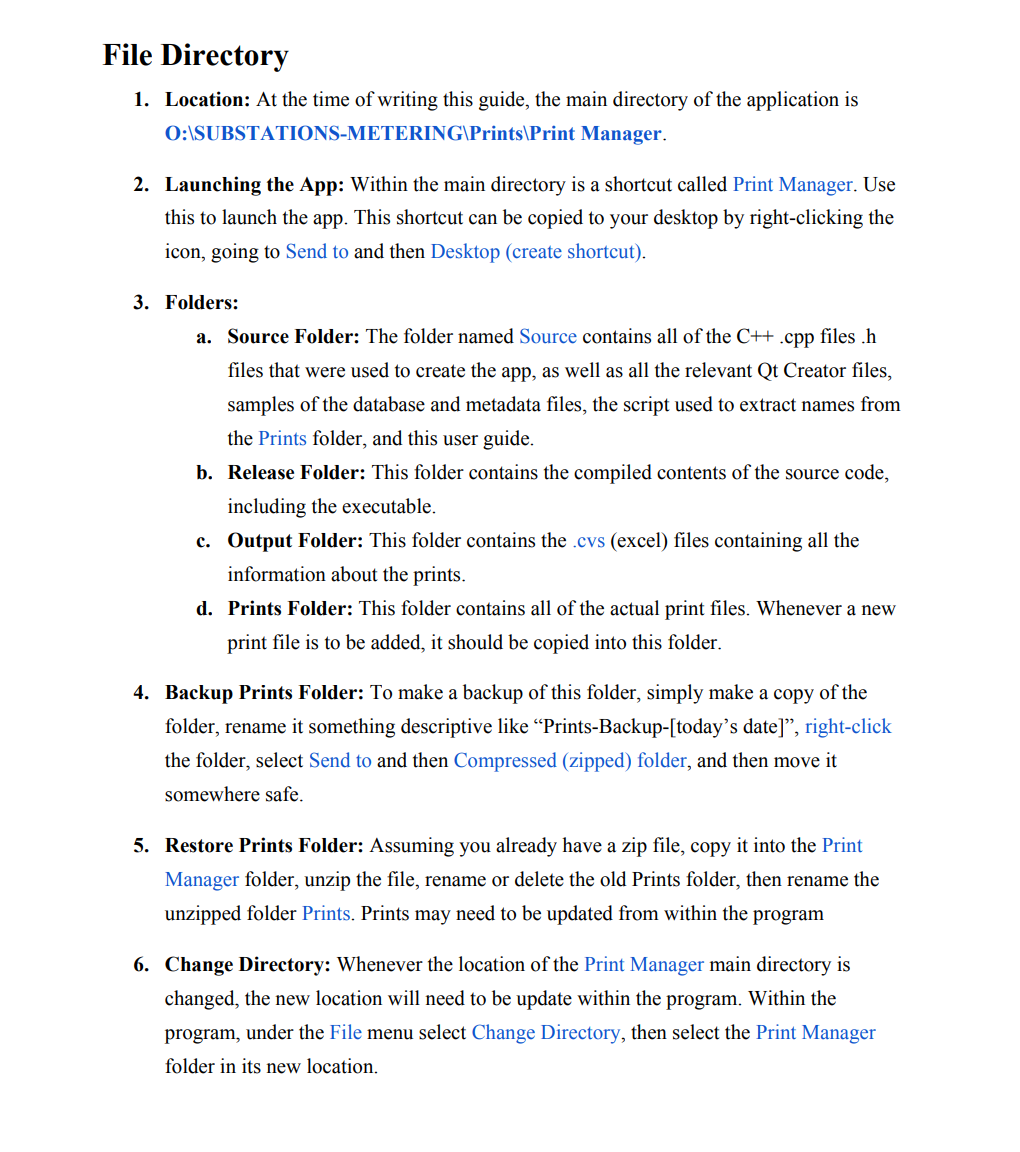 File Directory
1. Location: At the time of writing this guide, the main directory of the application is
O:\SUBSTATIONS-METERING\Prints\Print Manager.
2. Launching the App: Within the main directory is a shortcut called Print Manager. Use
this to launch the app. This shortcut can be copied to your desktop by right-clicking the
icon, going to Send to and then Desktop (create shortcut).
3. Folders:
a. Source Folder: The folder named Source contains all of the C++ .cpp files .h
files that were used to create the app, as well as all the relevant Qt Creator files,
samples of the database and metadata files, the script used to extract names from
the Prints folder, and this user guide.
b. Release Folder: This folder contains the compiled contents of the source code,
including the executable.
c. Output Folder: This folder contains the .cvs (excel) files containing all the
information about the prints.
d. Prints Folder: This folder contains all of the actual print files. Whenever a new
print file is to be added, it should be copied into this folder.
4. Backup Prints Folder: To make a backup of this folder, simply make a copy of the
folder, rename it something descriptive like “Prints-Backup-[today’s date]”, right-click
the folder, select Send to and then Compressed (zipped) folder, and then move it
somewhere safe.
5. Restore Prints Folder: Assuming you already have a zip file, copy it into the Print
Manager folder, unzip the file, rename or delete the old Prints folder, then rename the
unzipped folder Prints. Prints may need to be updated from within the program
6. Change Directory: Whenever the location of the Print Manager main directory is
changed, the new location will need to be update within the program. Within the
program, under the File menu select Change Directory, then select the Print Manager
folder in its new location.